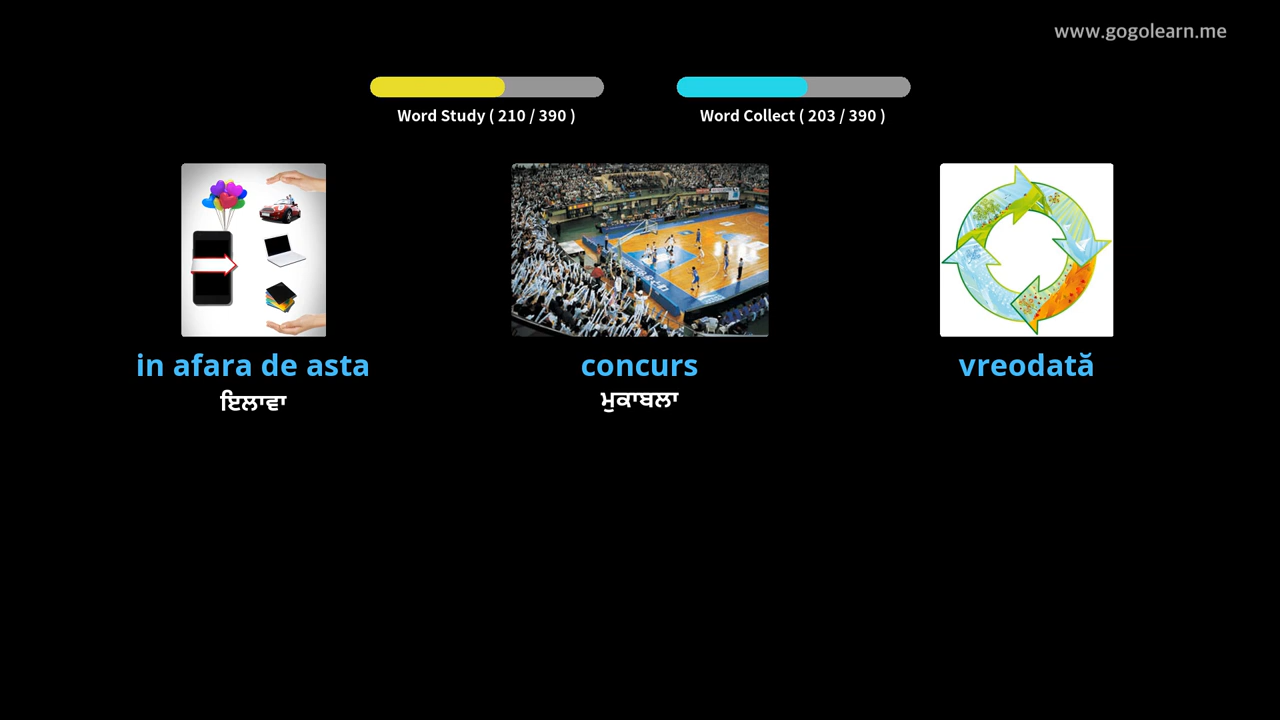 www.gogolearn.me
Word Study ( 210 / 390 )
Word Collect ( 203 / 390 )
in afara de asta
concurs
vreodată
ਇਲਾਵਾ
ਮੁਕਾਬਲਾ